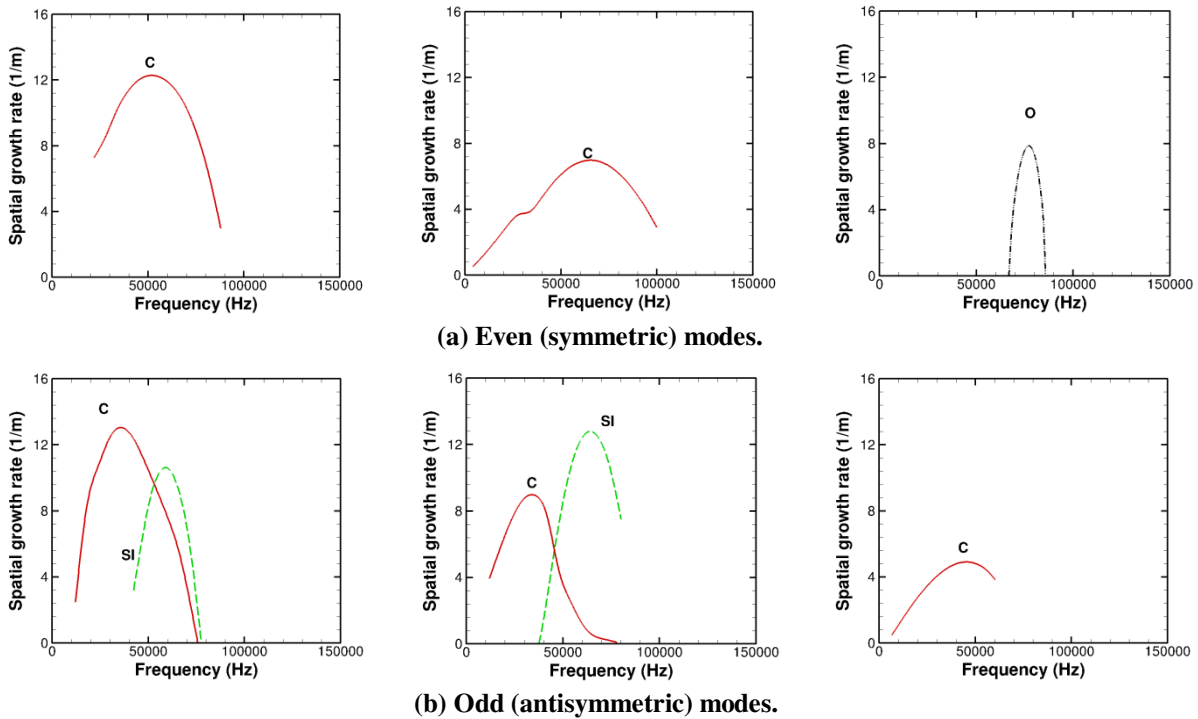 Spatial growth rate (1/m)
16
12
8
4
0
C
0 50000 100000 150000
Frequency (Hz)
Spatial growth rate (1/m)
16
12
8
4
0
C
0 50000 100000 150000
Frequency (Hz)
Spatial growth rate (1/m)
16
12
8
4
0
O
0 50000 100000 150000
Frequency (Hz)
(a) Even (symmetric) modes.
Spatial growth rate (1/m)
16
12
8
4
0
C
SI
0 50000 100000 150000
Frequency (Hz)
Spatial growth rate (1/m)
16
12
8
4
0
SI
C
0 50000 100000 150000
Frequency (Hz)
Spatial growth rate (1/m)
16
12
8
4
0
C
0 50000 100000 150000
Frequency (Hz)
(b) Odd (antisymmetric) modes.